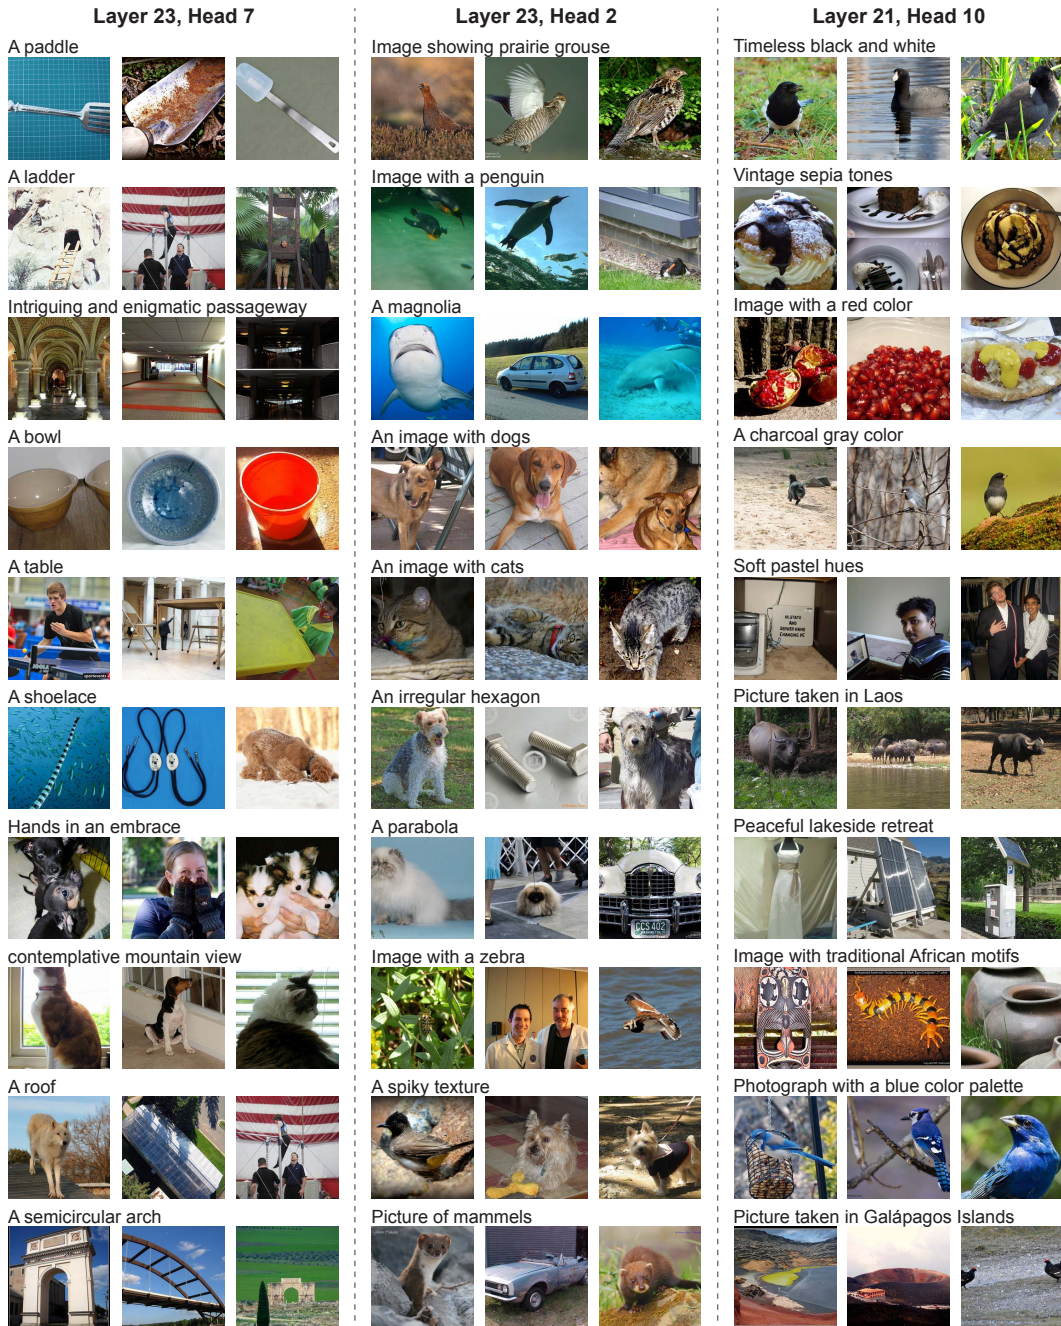 Layer 23, Head 7
A paddle
A ladder
Intriguing and enigmatic passageway
A bowl
A table
A shoelace
Hands in an embrace
contemplative mountain view
A roof
A semicircular arch
Layer 23, Head 2
Image showing prairie grouse
Image with a penguin
A magnolia
An image with dogs
An image with cats
An irregular hexagon
A parabola
CCS 402
Image with a zebra
A spiky texture
Picture of mammels
Layer 21, Head 10
Timeless black and white
Vintage sepia tones
Image with a red color
A charcoal gray color
Soft pastel hues
Picture taken in Laos
Peaceful lakeside retreat
Image with traditional African motifs
Photograph with a blue color palette
Picture taken in Galápagos Islands